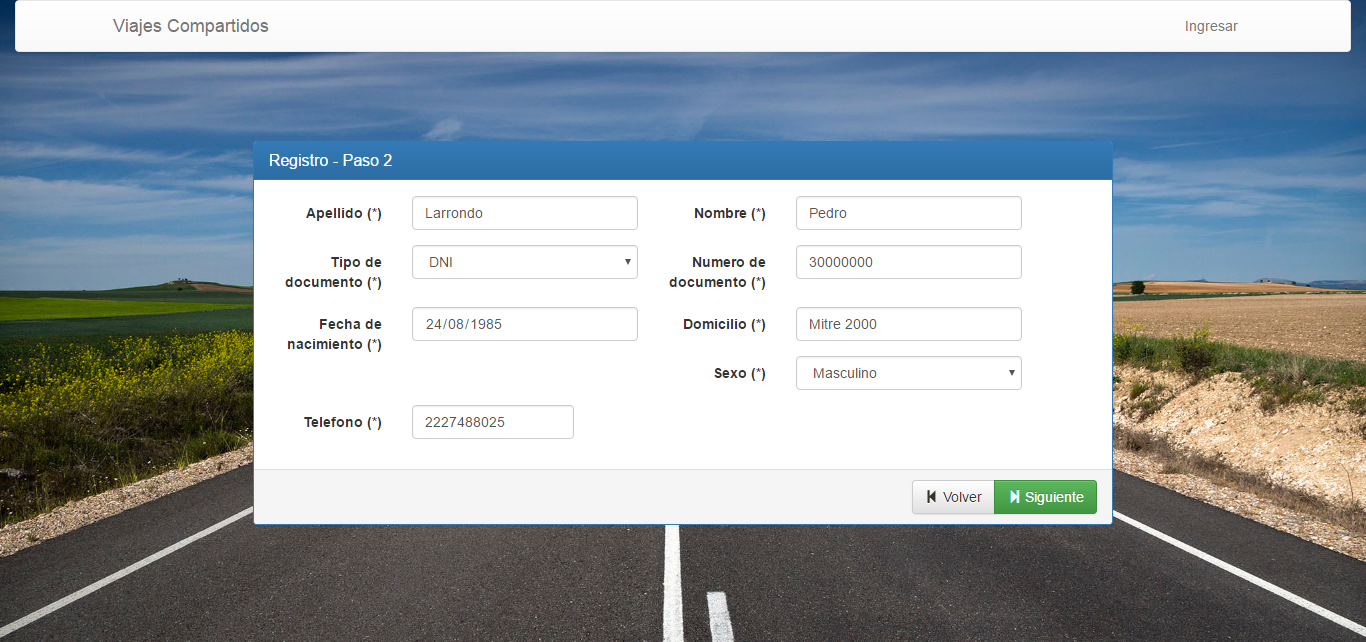 Viajes Compartidos Ingresar
Registro - Paso 2
Apellido (*) Larrondo Nombre (*) Pedro
Tipo de documento (*) DNI Numero de documento (*) 30000000
Fecha de nacimiento (*) 24/08/1985 Domicilio (*) Mitre 2000
Sexo (*) Masculino
Telefono (*) 2227488025
Volver Siguiente